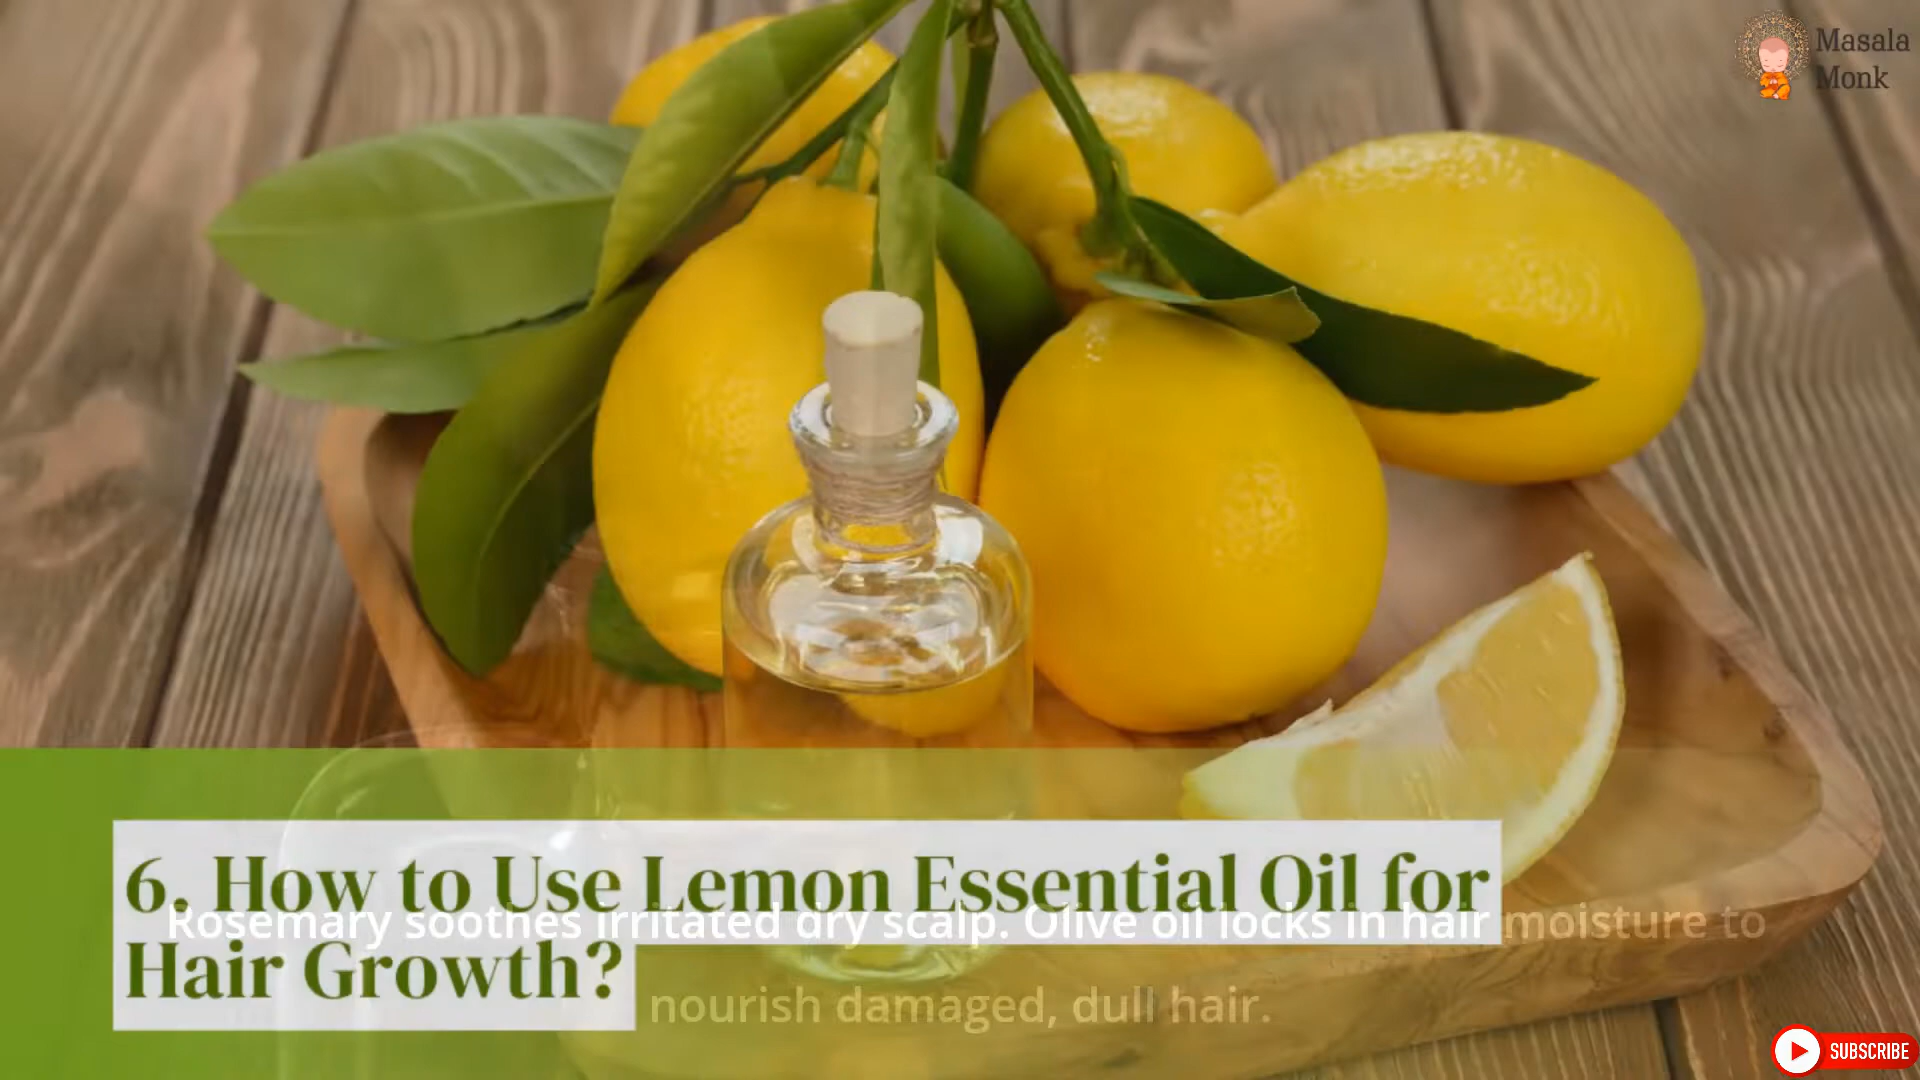 Masala
Monk
6. How to Use Lemon Essential Oil for
Hair Growth?
Rosemary soothes irritated dry scalp. Olive oil locks in hair moisture to
nourish damaged, dull hair.
SUBSCRIBE